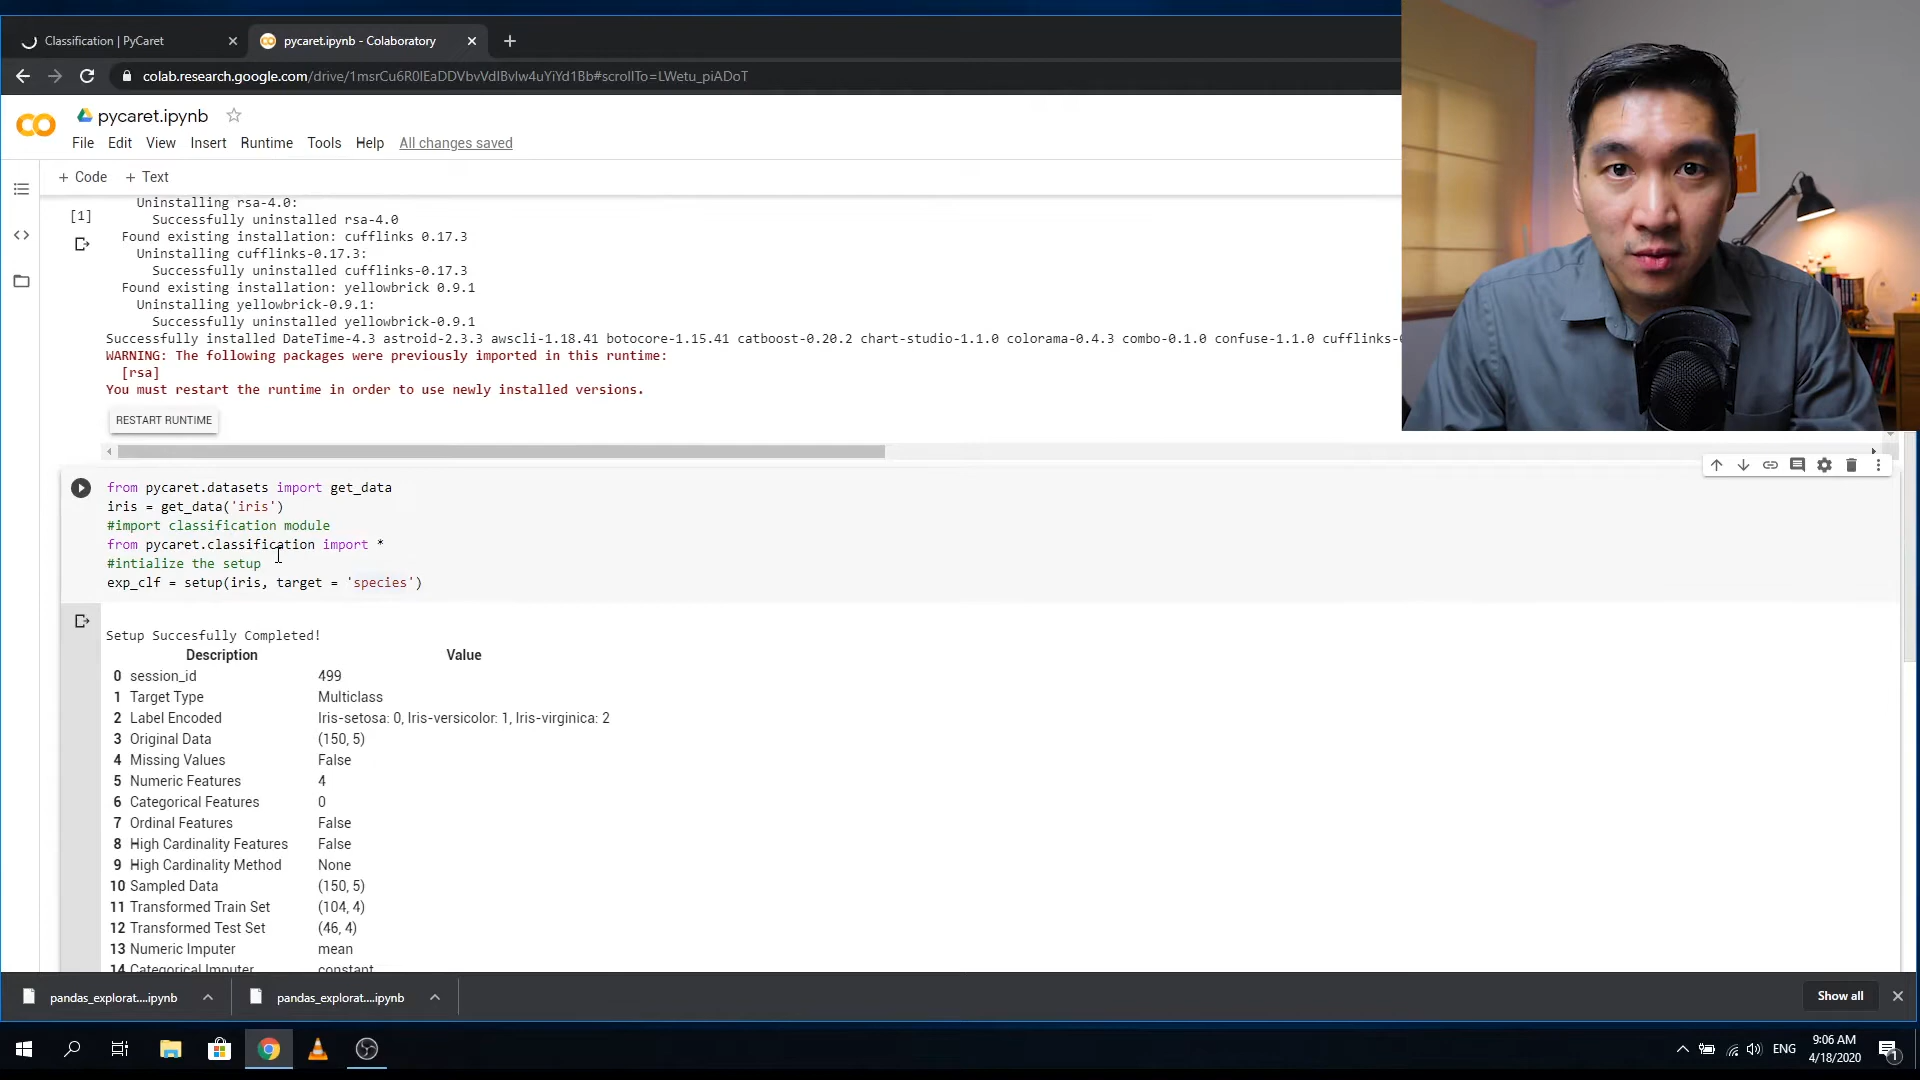 Classification | PyCaret
pycaret.ipynb - Colaboratory
colab.research.google.com/drive/1msrCu6R0IEaDDVbvVdIBvlw4uYiYd1Bb#scrollTo=LWetu_piADoT
pycaret.ipynb
File Edit View Insert Runtime Tools Help All changes saved
+ Code + Text
Uninstalling rsa-4.0:
[1]
Successfully uninstalled rsa-4.0
Found existing installation: cufflinks 0.17.3
Uninstalling cufflinks-0.17.3:
Successfully uninstalled cufflinks-0.17.3
Found existing installation: yellowbrick 0.9.1
Uninstalling yellowbrick-0.9.1:
Successfully uninstalled yellowbrick-0.9.1
Successfully installed DateTime-4.3 astroid-2.3.3 awscli-1.18.41 botocore-1.15.41 catboost-0.20.2 chart-studio-1.1.0 colorama-0.4.3 combo-0.1.0 confuse-1.1.0 cufflinks-
WARNING: The following packages were previously imported in this runtime:
[rsa]
You must restart the runtime in order to use newly installed versions.
RESTART RUNTIME
from pycaret.datasets import get_data
iris = get_data('iris')
#import classification module
from pycaret.classification import *
#intialize the setup
exp_clf = setup(iris, target = 'species')
Setup Succesfully Completed!
Description Value
0 session_id 499
1 Target Type Multiclass
2 Label Encoded Iris-setosa: 0, Iris-versicolor: 1, Iris-virginica: 2
3 Original Data (150, 5)
4 Missing Values False
5 Numeric Features 4
6 Categorical Features 0
7 Ordinal Features False
8 High Cardinality Features False
9 High Cardinality Method None
10 Sampled Data (150, 5)
11 Transformed Train Set (104, 4)
12 Transformed Test Set (46, 4)
13 Numeric Imputer mean
14 Categorical Imputer constant
pandas_explorat....ipynb
pandas_explorat....ipynb
Show all
ENG
9:06 AM
4/18/2020
1